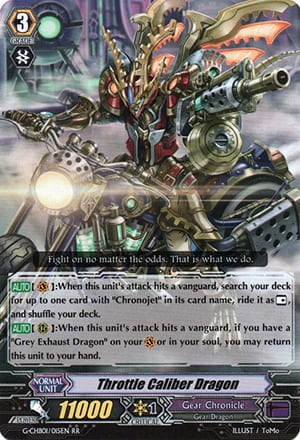 3
GRADE
Fight on no matter the odds. That is what we do.
AUTO [ ]:When this unit's attack hits a vanguard, search your deck
for up to one card with "Chronojet" in its card name, ride it as
and shuffle your deck.
AUTO [ ]:When this unit's attack hits a vanguard, if you have a
"Grey Exhaust Dragon" on your or in your soul, you may return
this unit to your hand.
NORMAL
UNIT
Throttle Caliber Dragon
11000
1
CRITICAL
Gear Chronicle
Gear Dragon
G-CHB01/015EN RR
ILLUST / ToMo